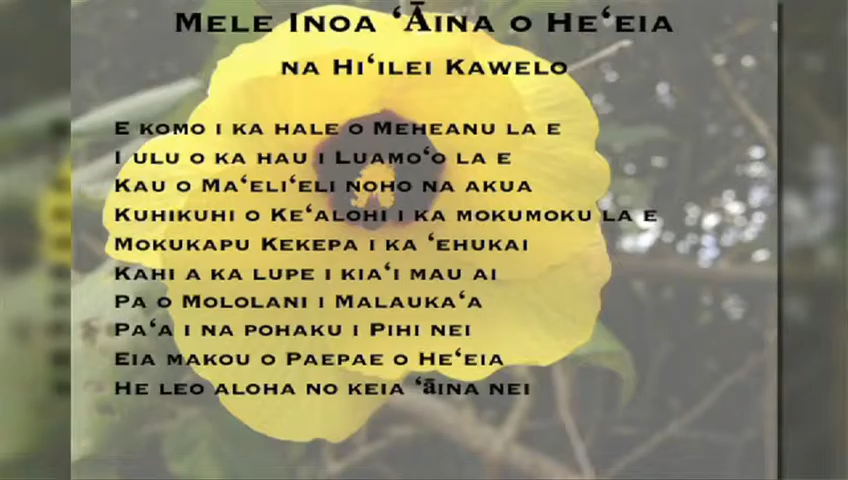 Mele Inoa ʻĀina o Heʻeia
na Hiʻilei Kawelo
E komo i ka hale o Meheanu la e
I ulu o ka hau i Luamoʻo la e
Kau o Maʻeliʻeli noho na akua
Kuhikuhi o Keʻalohi i ka mokumoku la e
Mokukapu Kekepa i ka ʻehukai
Kahi a ka lupe i kiaʻi mau ai
Pa o Mololani i Malaukaʻa
Paʻa i na pohaku i Pihi nei
Eia makou o Paepae o Heʻeia
He leo aloha no keia ʻāina nei